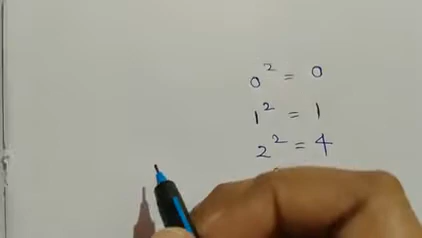 0² = 0
1² = 1
2² = 4